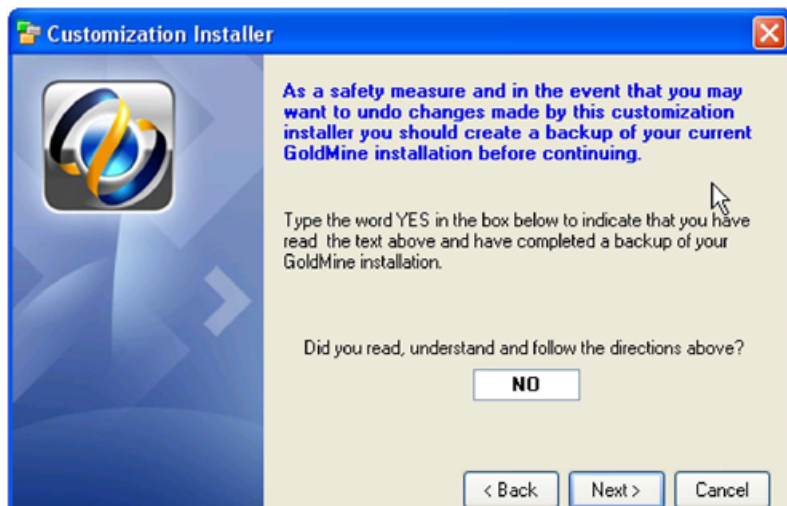 Customization Installer
As a safety measure and in the event that you may
want to undo changes made by this customization
installer you should create a backup of your current
GoldMine installation before continuing.
Type the word YES in the box below to indicate that you have
read the text above and have completed a backup of your
GoldMine installation.
Did you read, understand and follow the directions above?
NO
< Back
Next >
Cancel